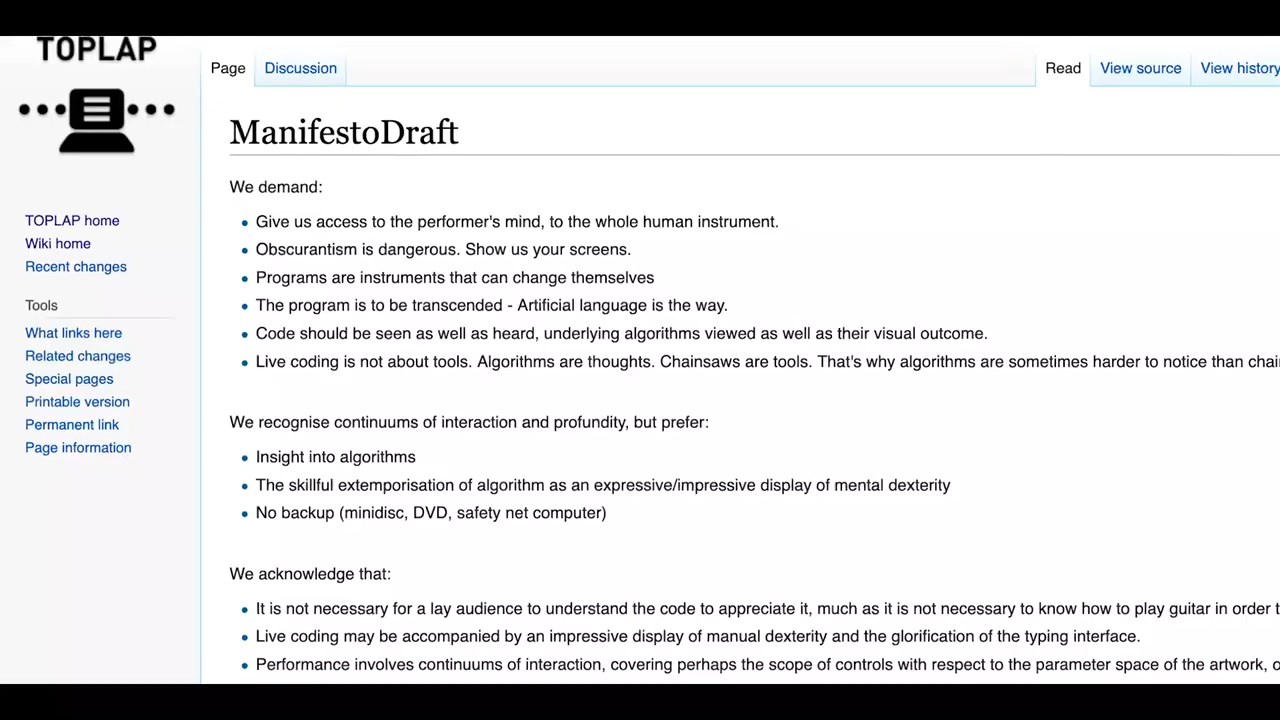 TOPLAP
Page
Discussion
Read
View source
View history
ManifestoDraft
We demand:
Give us access to the performer's mind, to the whole human instrument.
Obscurantism is dangerous. Show us your screens.
Programs are instruments that can change themselves
The program is to be transcended - Artificial language is the way.
Code should be seen as well as heard, underlying algorithms viewed as well as their visual outcome.
Live coding is not about tools. Algorithms are thoughts. Chainsaws are tools. That's why algorithms are sometimes harder to notice than
We recognise continuums of interaction and profundity, but prefer:
Insight into algorithms
The skillful extemporisation of algorithm as an expressive/impressive display of mental dexterity
No backup (minidisc, DVD, safety net computer)
We acknowledge that:
It is not necessary for a lay audience to understand the code to appreciate it, much as it is not necessary to know how to play guitar in order
Live coding may be accompanied by an impressive display of manual dexterity and the glorification of the typing interface.
Performance involves continuums of interaction, covering perhaps the scope of controls with respect to the parameter space of the artwork,
TOPLAP home
Wiki home
Recent changes
Tools
What links here
Related changes
Special pages
Printable version
Permanent link
Page information